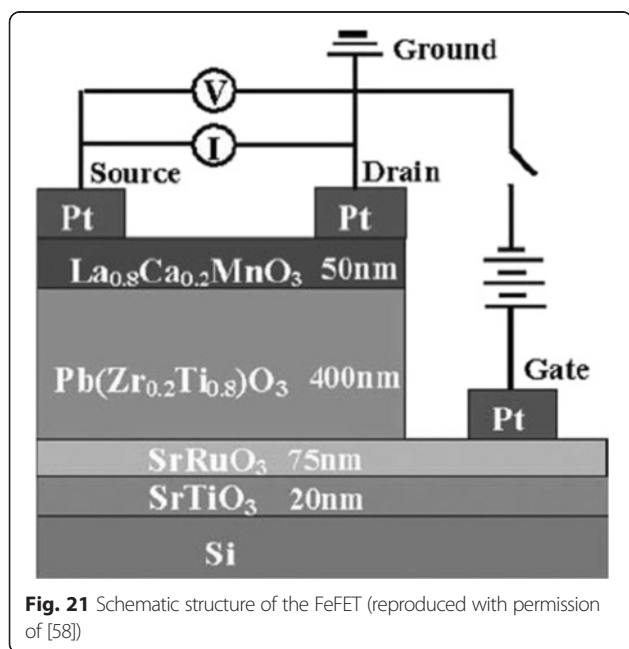 Ground
V
I
Source
Drain
Pt
Pt
La₀.₈Ca₀.₂MnO₃ 50nm
Pb(Zr₀.₂Ti₀.₈)O₃ 400nm
Gate
Pt
SrRuO₃ 75nm
SrTiO₃ 20nm
Si
Fig. 21 Schematic structure of the FeFET (reproduced with permission
of [58])